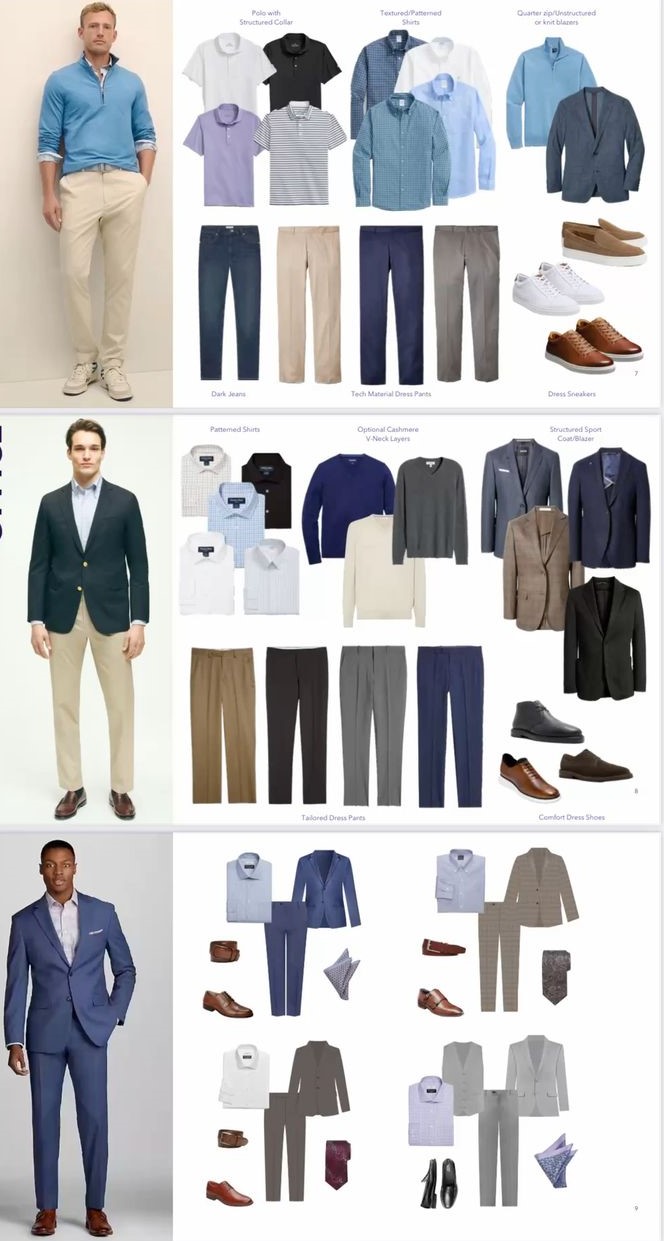 Polo with
Structured Collar
Textured/Patterned
Shirts
Quarter zip/Unstructured
or knit blazers
Dark Jeans
Tech Material Dress Pants
Dress Sneakers
7
Patterned Shirts
Optional Cashmere
V-Neck Layers
Structured Sport
Coat/Blazer
Tailored Dress Pants
Comfort Dress Shoes
8
9